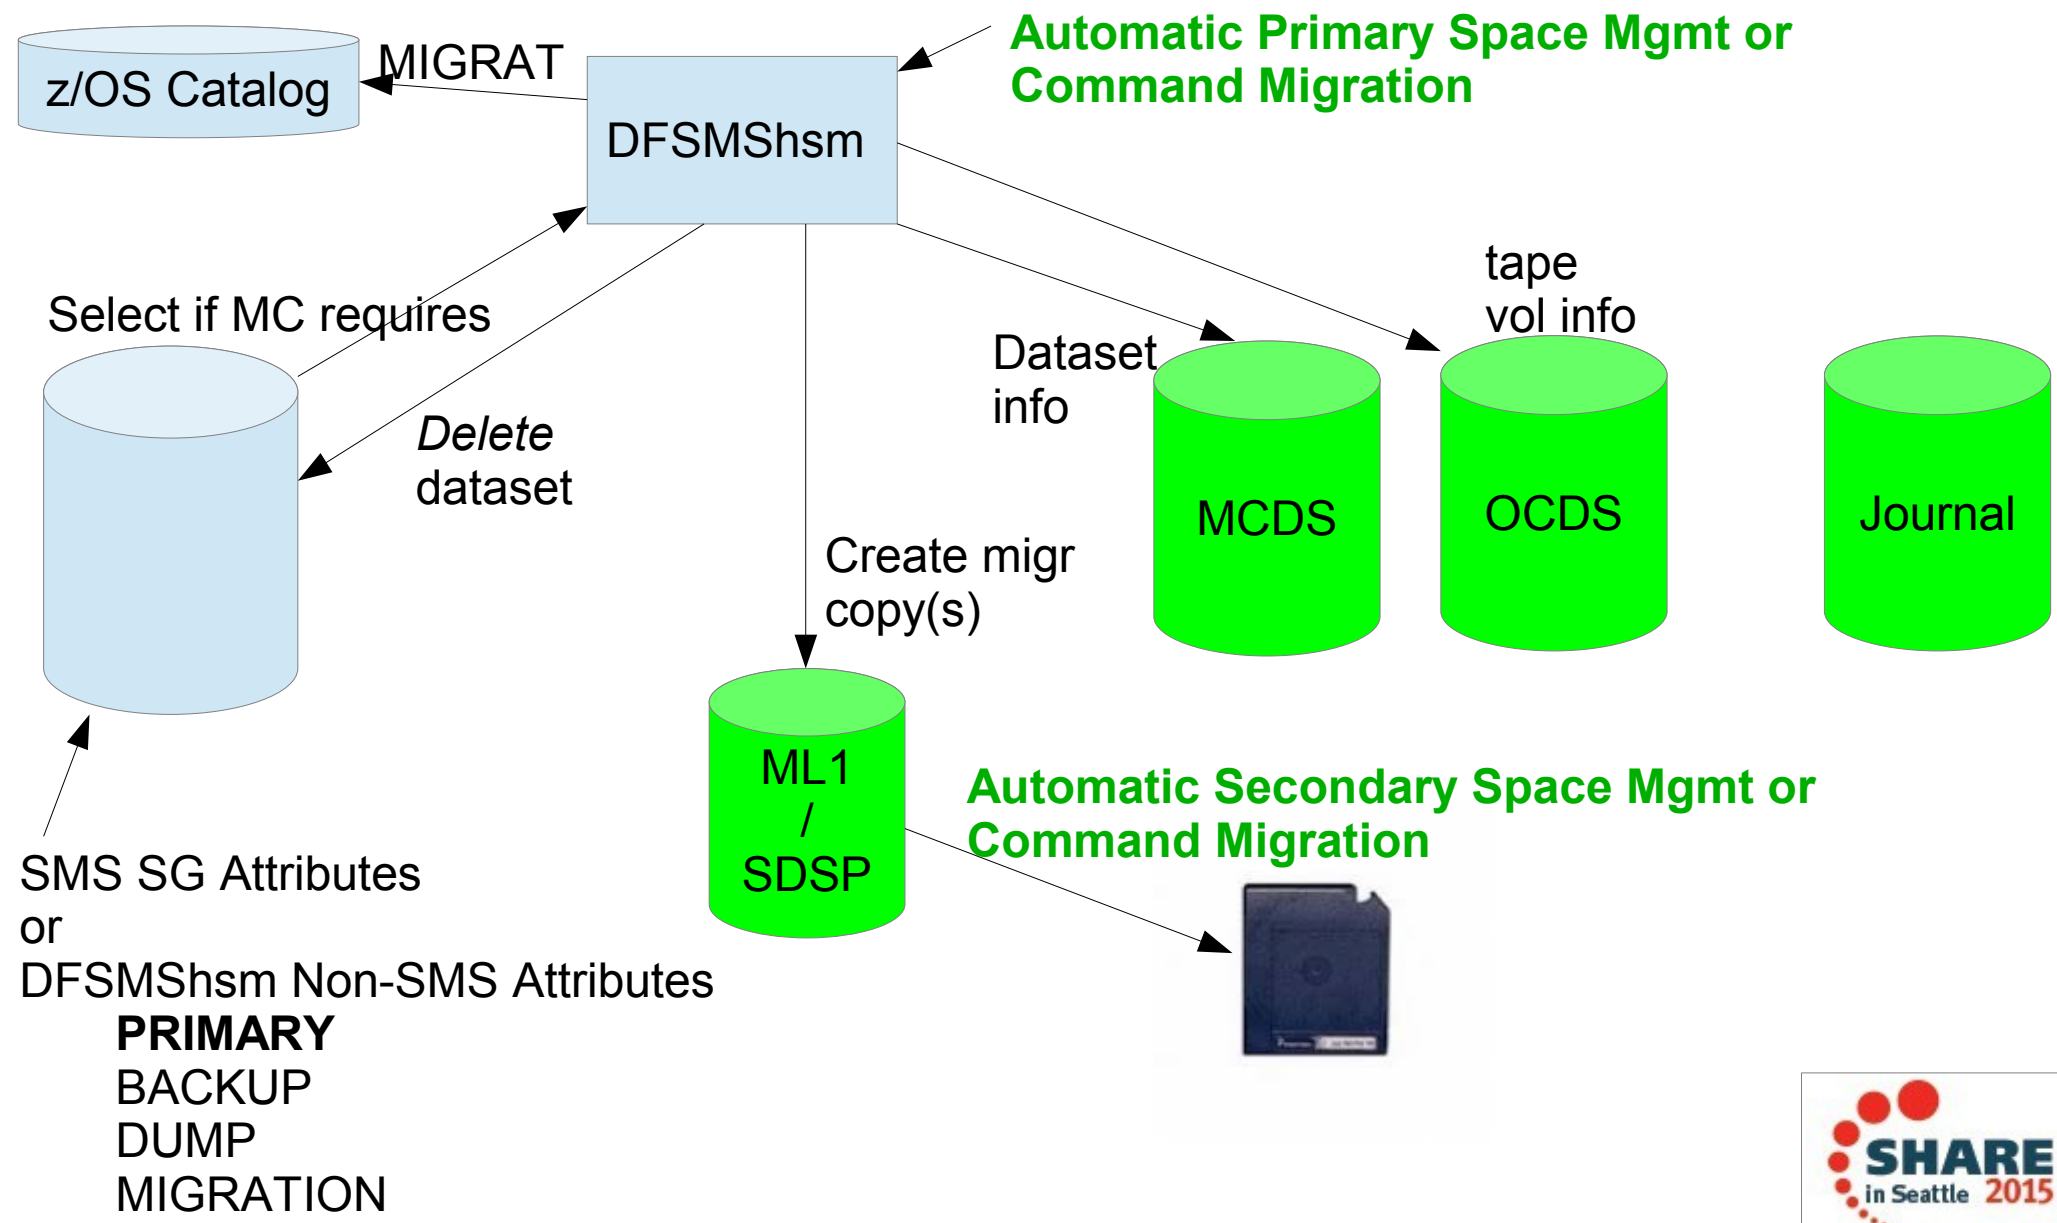 Automatic Primary Space Mgmt or
Command Migration
MIGRAT
z/OS Catalog
DFSMShsm
tape
vol info
Select if MC requires
Dataset
info
Delete
dataset
MCDS
OCDS
Journal
Create migr
copy(s)
ML1
/
SDSP
Automatic Secondary Space Mgmt or
Command Migration
SMS SG Attributes
or
DFSMShsm Non-SMS Attributes
PRIMARY
BACKUP
DUMP
MIGRATION
SHARE
in Seattle 2015